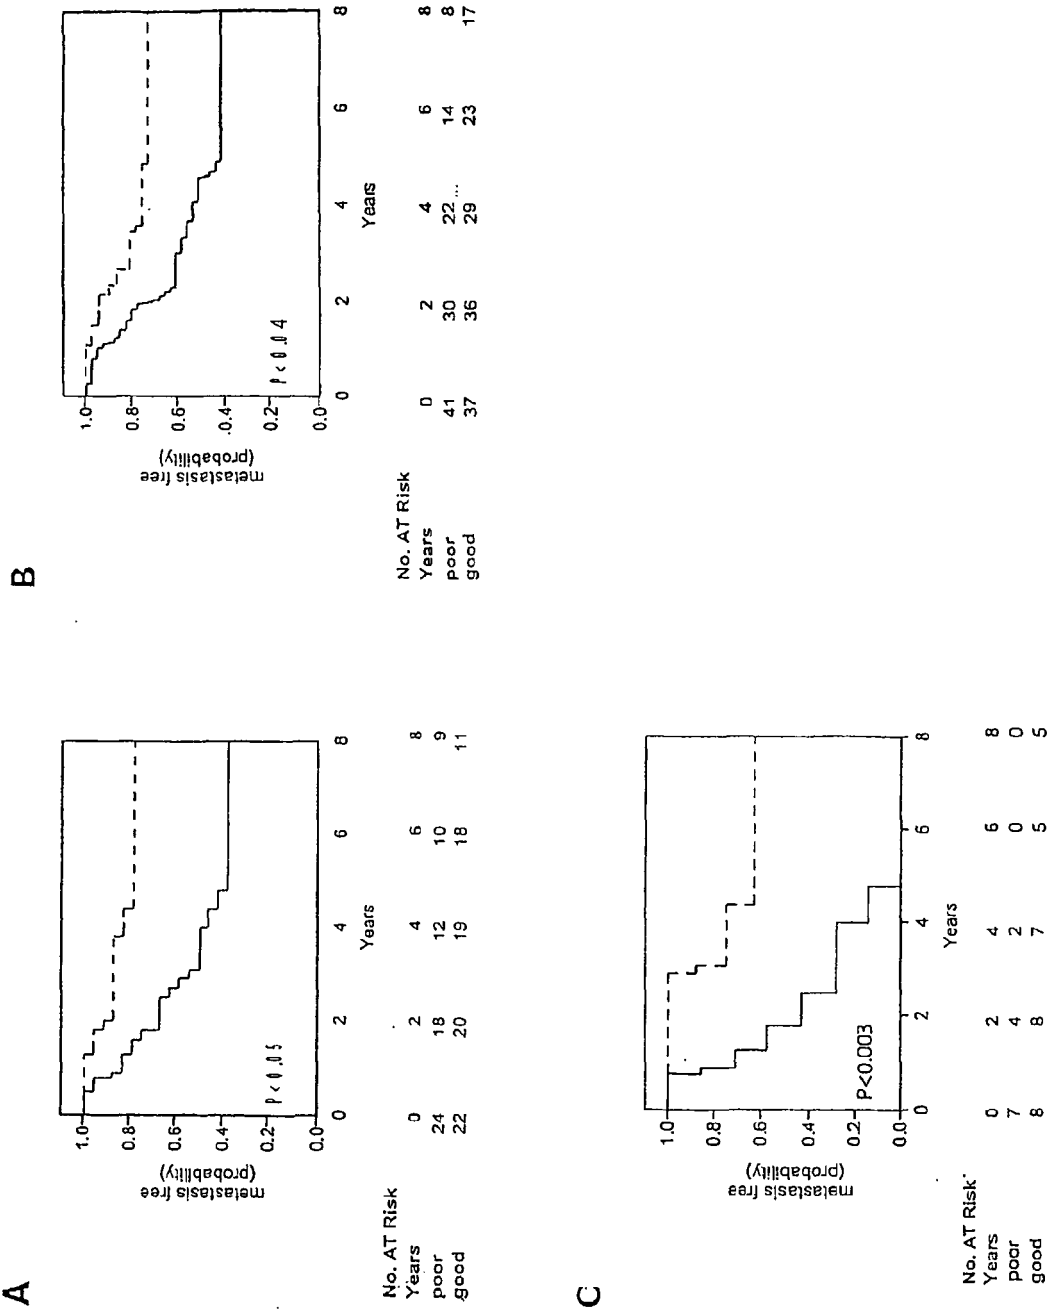 A
metastasis free
(probability)
1.0
0.8
0.6
0.4
0.2
0.0
P<0.05
0 2 4 6 8
Years
No. AT Risk
Years 0 2 4 6 8
poor 24 18 12 10 9
good 22 20 19 18 11
B
metastasis free
(probability)
1.0
0.8
0.6
0.4
0.2
0.0
P<0.04
0 2 4 6 8
Years
No. AT Risk
Years 0 2 4 6 8
poor 41 30 22... 14 8
good 37 36 29 23 17
C
metastasis free
(probability)
1.0
0.8
0.6
0.4
0.2
0.0
P<0.003
0 2 4 6 8
Years
No. AT Risk
Years 0 2 4 6 8
poor 7 4 2 0 0
good 8 8 7 5 5